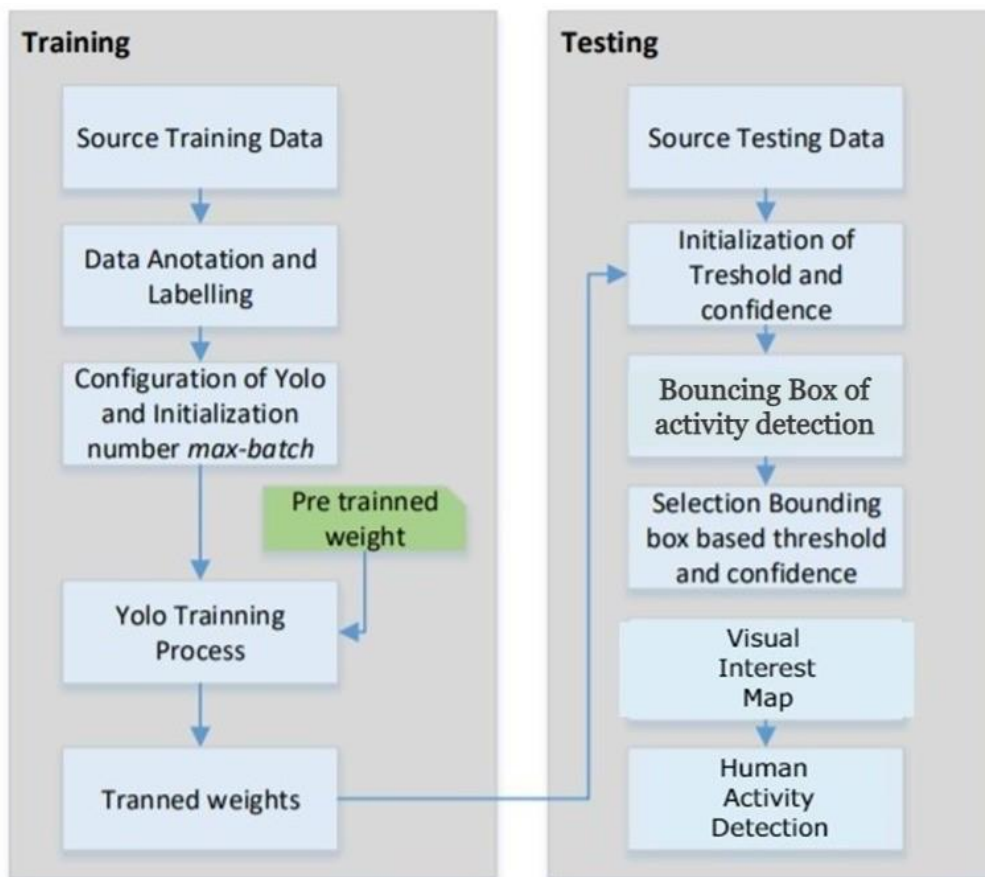 Training
Source Training Data
Data Anotation and
Labelling
Configuration of Yolo
and Initialization
number max-batch
Pre trainned
weight
Yolo Trainning
Process
Tranned weights
Testing
Source Testing Data
Initialization of
Treshold and
confidence
Bouncing Box of
activity detection
Selection Bounding
box based threshold
and confidence
Visual
Interest
Map
Human
Activity
Detection